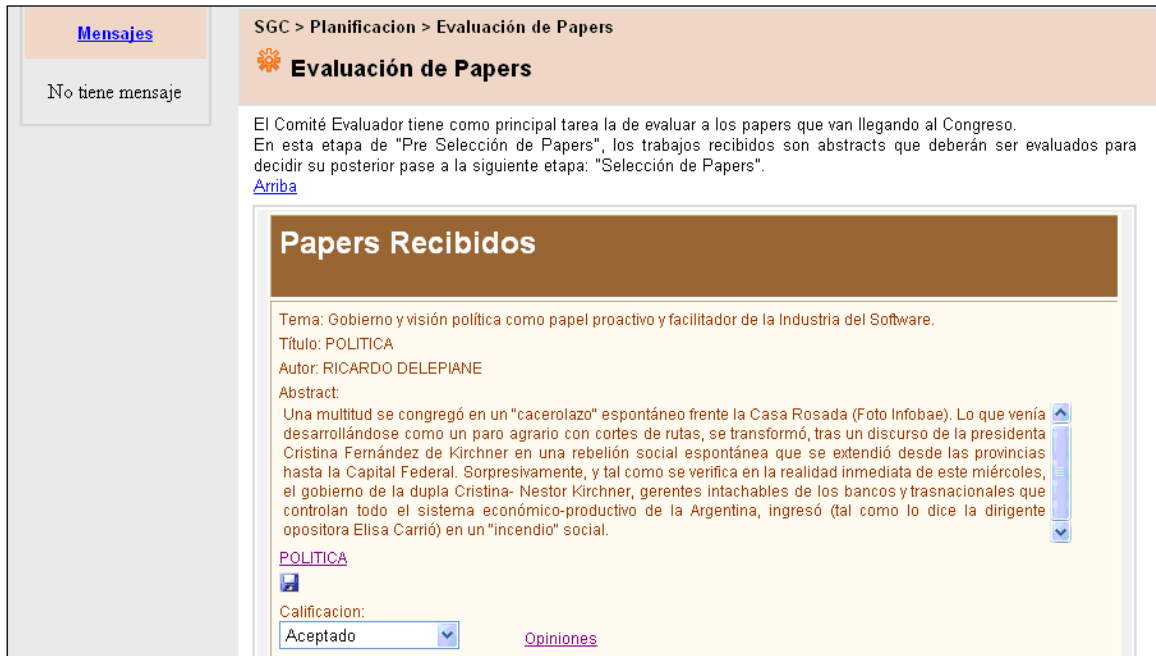 Mensajes
No tiene mensaje
SGC > Planificacion > Evaluación de Papers
Evaluación de Papers
El Comité Evaluador tiene como principal tarea la de evaluar a los papers que van llegando al Congreso.
En esta etapa de "Pre Selección de Papers", los trabajos recibidos son abstracts que deberán ser evaluados para
decidir su posterior pase a la siguiente etapa: "Selección de Papers".
Arriba
Papers Recibidos
Tema: Gobierno y visión política como papel proactivo y facilitador de la Industria del Software.
Título: POLITICA
Autor: RICARDO DELEPIANE
Abstract:
Una multitud se congregó en un "cacerolazo" espontáneo frente la Casa Rosada (Foto Infobae). Lo que venía
desarrollándose como un paro agrario con cortes de rutas, se transformó, tras un discurso de la presidenta
Cristina Fernández de Kirchner en una rebelión social espontánea que se extendió desde las provincias
hasta la Capital Federal. Sorpresivamente, y tal como se verifica en la realidad inmediata de este miércoles,
el gobierno de la dupla Cristina- Nestor Kirchner, gerentes intachables de los bancos y trasnacionales que
controlan todo el sistema económico-productivo de la Argentina, ingresó (tal como lo dice la dirigente
opositora Elisa Carrió) en un "incendio" social.
POLITICA
Calificacion:
Aceptado
Opiniones